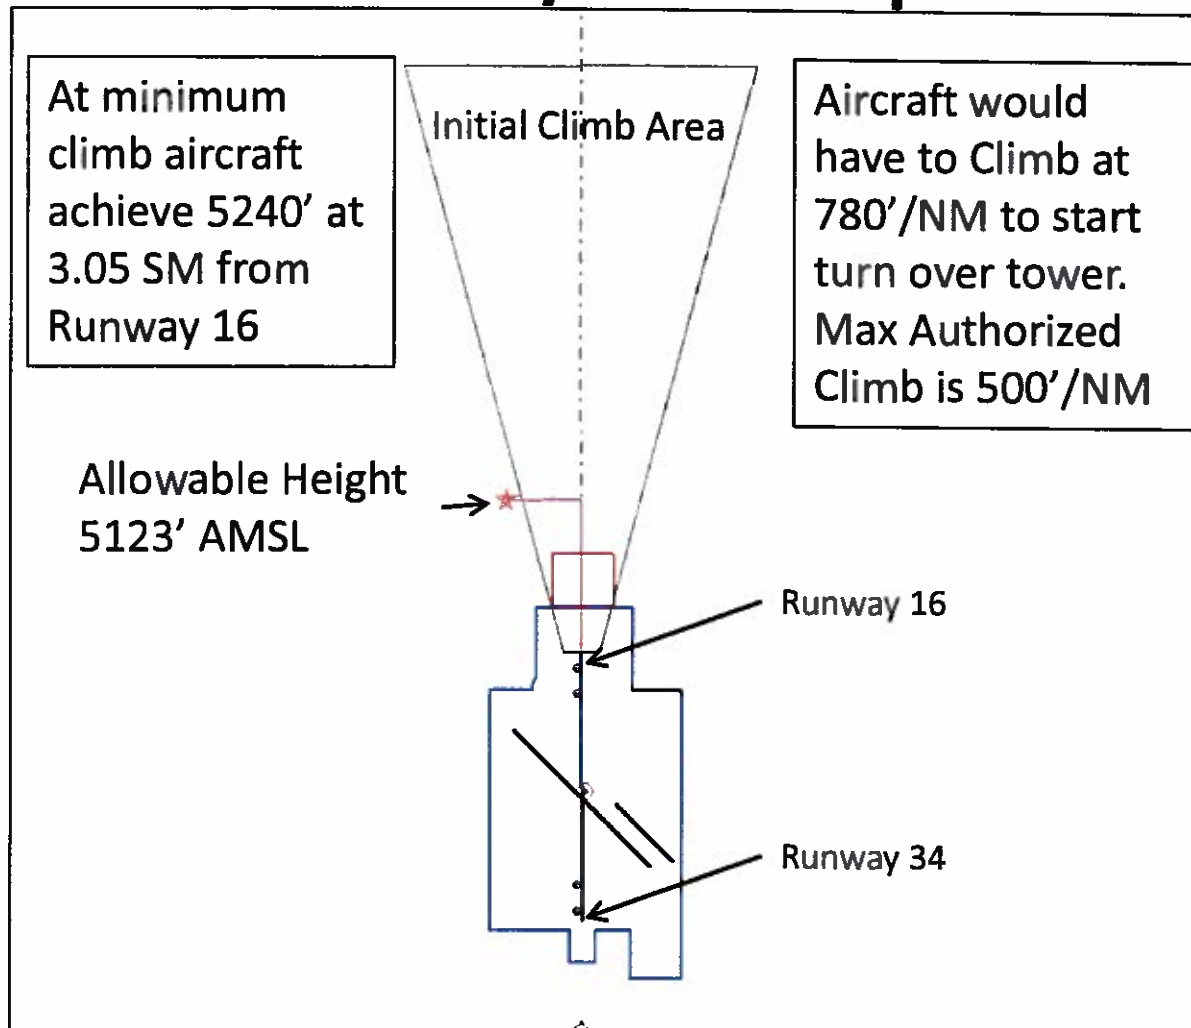 At minimum
climb aircraft
achieve 5240' at
3.05 SM from
Runway 16
Initial Climb Area
Aircraft would
have to Climb at
780'/NM to start
turn over tower.
Max Authorized
Climb is 500'/NM
Allowable Height
5123' AMSL
Runway 16
Runway 34